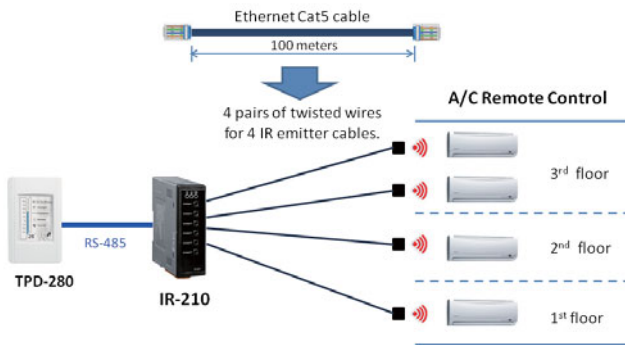 Ethernet Cat5 cable
100 meters
4 pairs of twisted wires
for 4 IR emitter cables.
A/C Remote Control
3rd floor
2nd floor
1st floor
RS-485
TPD-280
IR-210